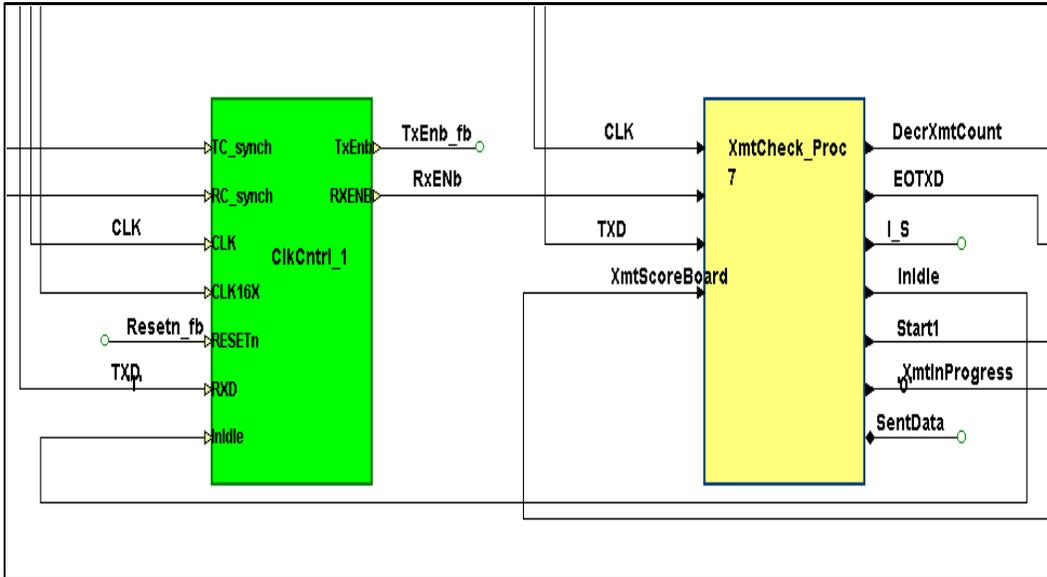 TxEnb_fb
CLK
DecrXmtCount
TC_synch
TxEnb
XmtCheck_Proc
7
RxENb
EOTXD
RC_synch
RXENB
CLK
TXD
I_S
CLK
ClkCntrl_1
XmtScoreBoard
InIdle
CLK16X
Resetn_fb
Start1
RESETn
TXD
'1'
XmtInProgress
'0'
RXD
SentData
InIdle